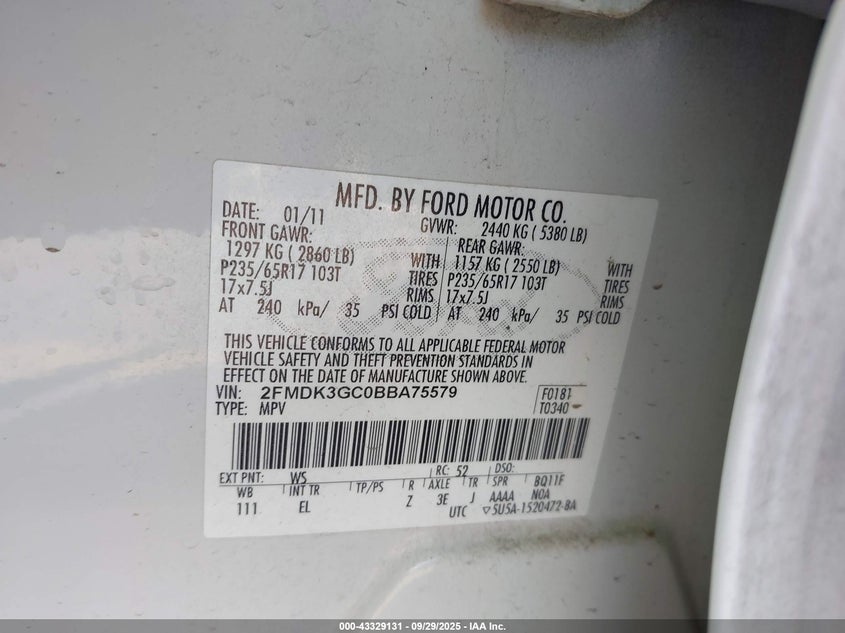 MFD. BY FORD MOTOR CO.
DATE: 01/11 GVWR: 2440 KG ( 5380 LB)
FRONT GAWR: REAR GAWR:
1297 KG ( 2860 LB) WITH 1157 KG ( 2550 LB) WITH
P235/65R17 103T TIRES P235/65R17 103T TIRES
17x7.5J RIMS 17x7.5J RIMS
AT 240 kPa/ 35 PSI COLD AT 240 kPa/ 35 PSI COLD
THIS VEHICLE CONFORMS TO ALL APPLICABLE FEDERAL MOTOR
VEHICLE SAFETY AND THEFT PREVENTION STANDARDS IN
EFFECT ON THE DATE OF MANUFACTURE SHOWN ABOVE.
VIN: 2FMDK3GC0BBA75579 F0181
TYPE: MPV T0340
EXT PNT: WS RC: 52 DSO:
WB INT TR TP/PS R AXLE TR SPR BQ11F
111 EL Z 3E J AAAA N0A
UTC ▽5U5A-1520472-BA
000-43329131 - 09/29/2025 - IAA Inc.